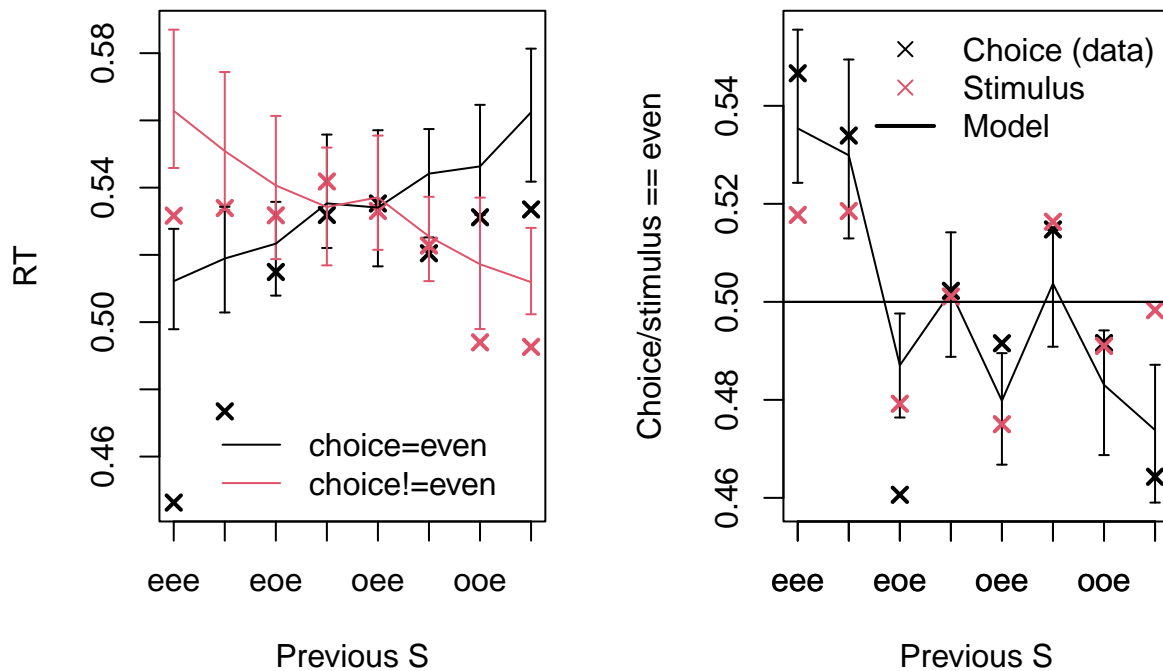 RT
0.58
0.54
0.50
0.46
choice=even
choice!=even
eee
eoe
oee
ooe
Previous S
Choice/stimulus == even
0.54
0.52
0.50
0.48
0.46
Choice (data)
Stimulus
Model
eee
eoe
oee
ooe
Previous S